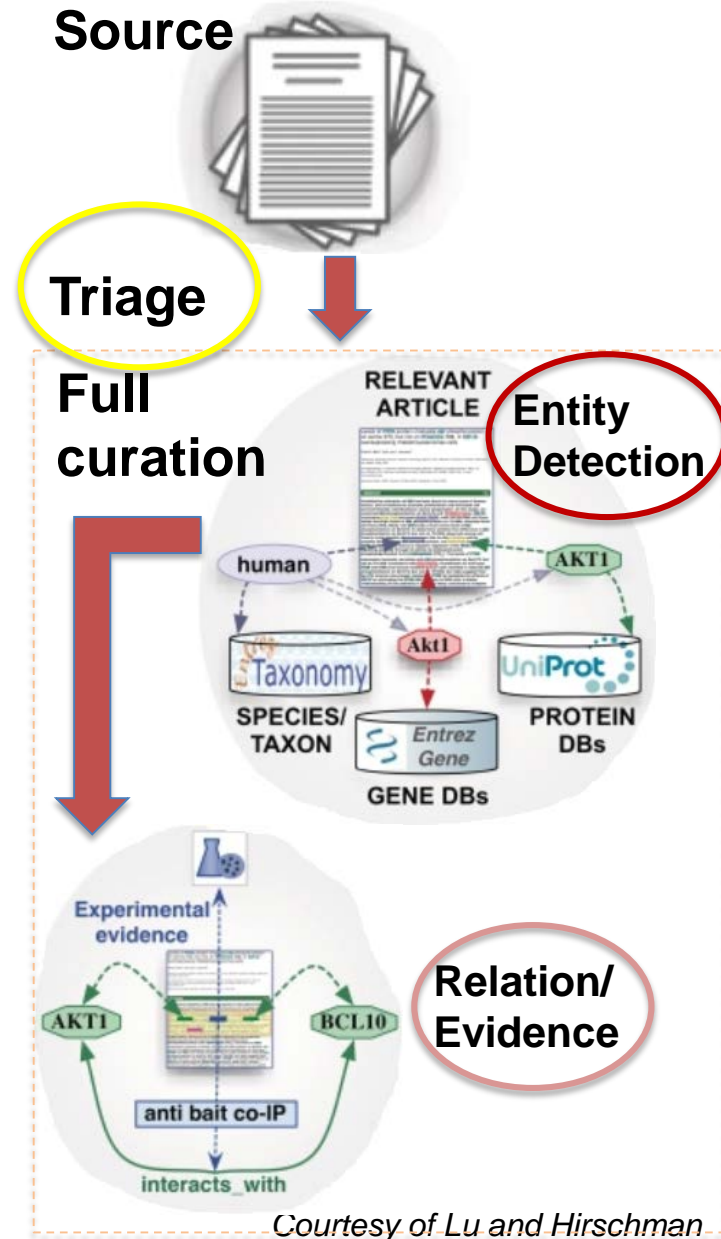 Source
Triage
Full
curation
RELEVANT
ARTICLE
Entity
Detection
human
AKT1
Akt1
Taxonomy
UniProt
SPECIES/
TAXON
Entrez
Gene
PROTEIN
DBs
GENE DBs
Experimental
evidence
AKT1
BCL10
Relation/
Evidence
anti bait co-IP
interacts_with
Courtesy of Lu and Hirschman